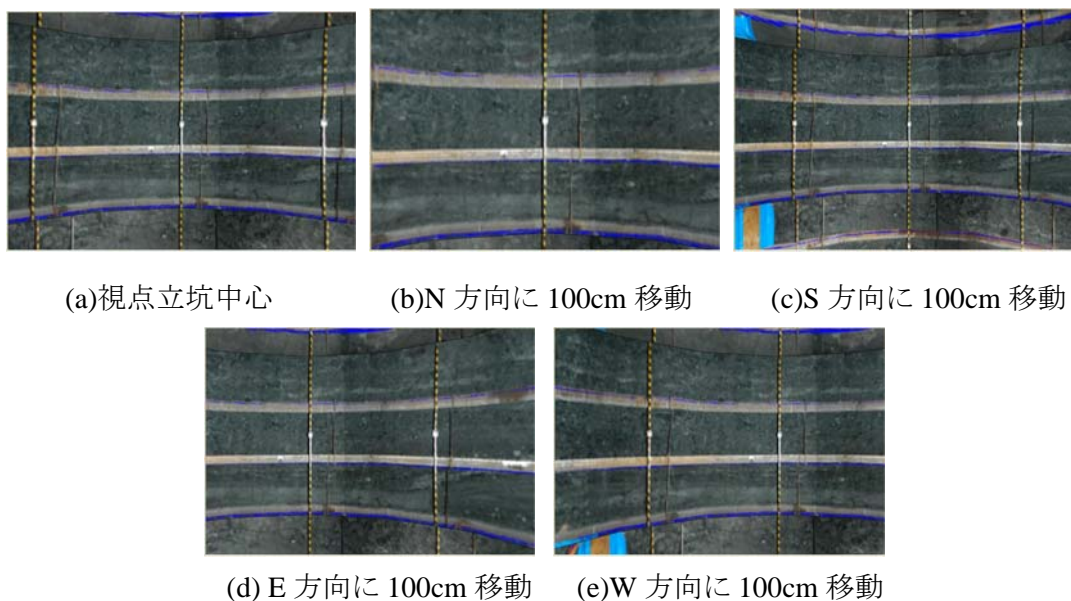 (a)視点立坑中心
(b)N 方向に 100cm 移動
(c)S 方向に 100cm 移動
(d) E 方向に 100cm 移動
(e)W 方向に 100cm 移動